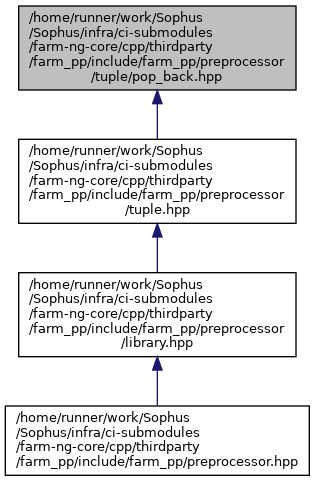 /home/runner/work/Sophus
/Sophus/infra/ci-submodules
/farm-ng-core/cpp/thirdparty
/farm_pp/include/farm_pp/preprocessor
/tuple/pop_back.hpp
/home/runner/work/Sophus
/Sophus/infra/ci-submodules
/farm-ng-core/cpp/thirdparty
/farm_pp/include/farm_pp/preprocessor
/tuple.hpp
/home/runner/work/Sophus
/Sophus/infra/ci-submodules
/farm-ng-core/cpp/thirdparty
/farm_pp/include/farm_pp/preprocessor
/library.hpp
/home/runner/work/Sophus
/Sophus/infra/ci-submodules
/farm-ng-core/cpp/thirdparty
/farm_pp/include/farm_pp/preprocessor.hpp